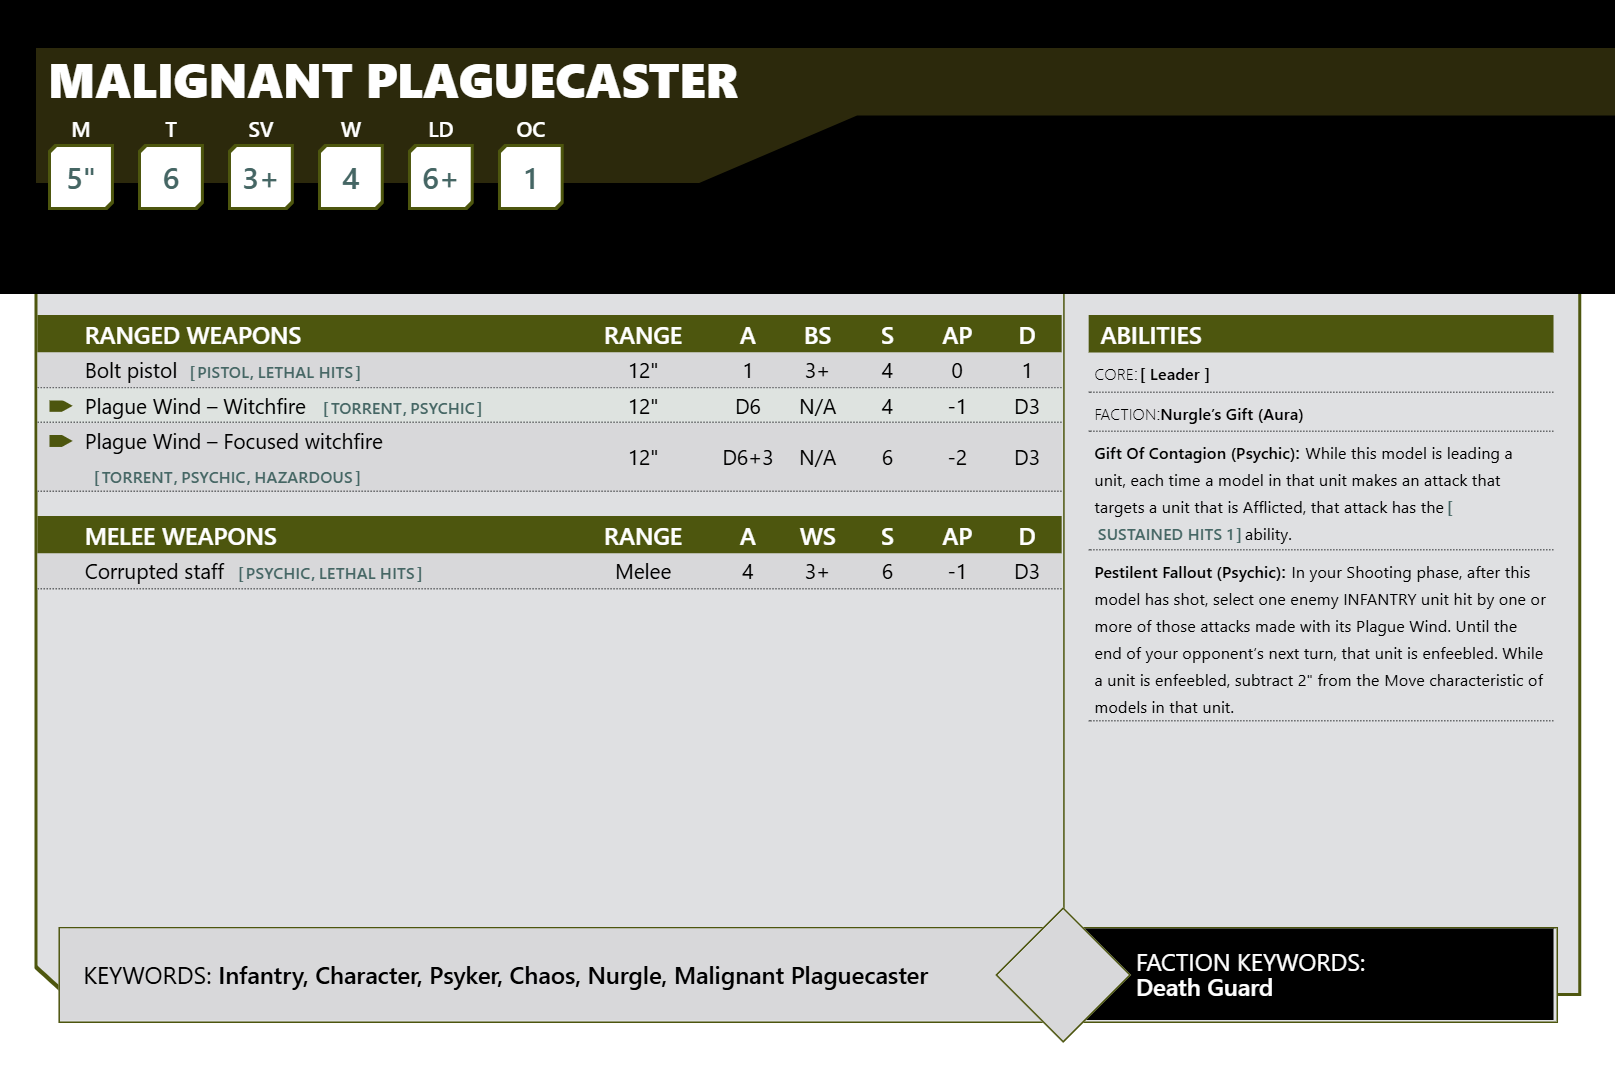 MALIGNANT PLAGUECASTER
M T SV W LD OC
5" 6 3+ 4 6+ 1
RANGED WEAPONS RANGE A BS S AP D
Bolt pistol [PISTOL, LETHAL HITS] 12" 1 3+ 4 0 1
Plague Wind – Witchfire [TORRENT, PSYCHIC] 12" D6 N/A 4 -1 D3
Plague Wind – Focused witchfire
[TORRENT, PSYCHIC, HAZARDOUS] 12" D6+3 N/A 6 -2 D3
MELEE WEAPONS RANGE A WS S AP D
Corrupted staff [PSYCHIC, LETHAL HITS] Melee 4 3+ 6 -1 D3
ABILITIES
CORE: [ Leader ]
FACTION:Nurgle’s Gift (Aura)
Gift Of Contagion (Psychic): While this model is leading a
unit, each time a model in that unit makes an attack that
targets a unit that is Afflicted, that attack has the [
SUSTAINED HITS 1] ability.
Pestilent Fallout (Psychic): In your Shooting phase, after this
model has shot, select one enemy INFANTRY unit hit by one or
more of those attacks made with its Plague Wind. Until the
end of your opponent’s next turn, that unit is enfeebled. While
a unit is enfeebled, subtract 2" from the Move characteristic of
models in that unit.
KEYWORDS: Infantry, Character, Psyker, Chaos, Nurgle, Malignant Plaguecaster
FACTION KEYWORDS:
Death Guard